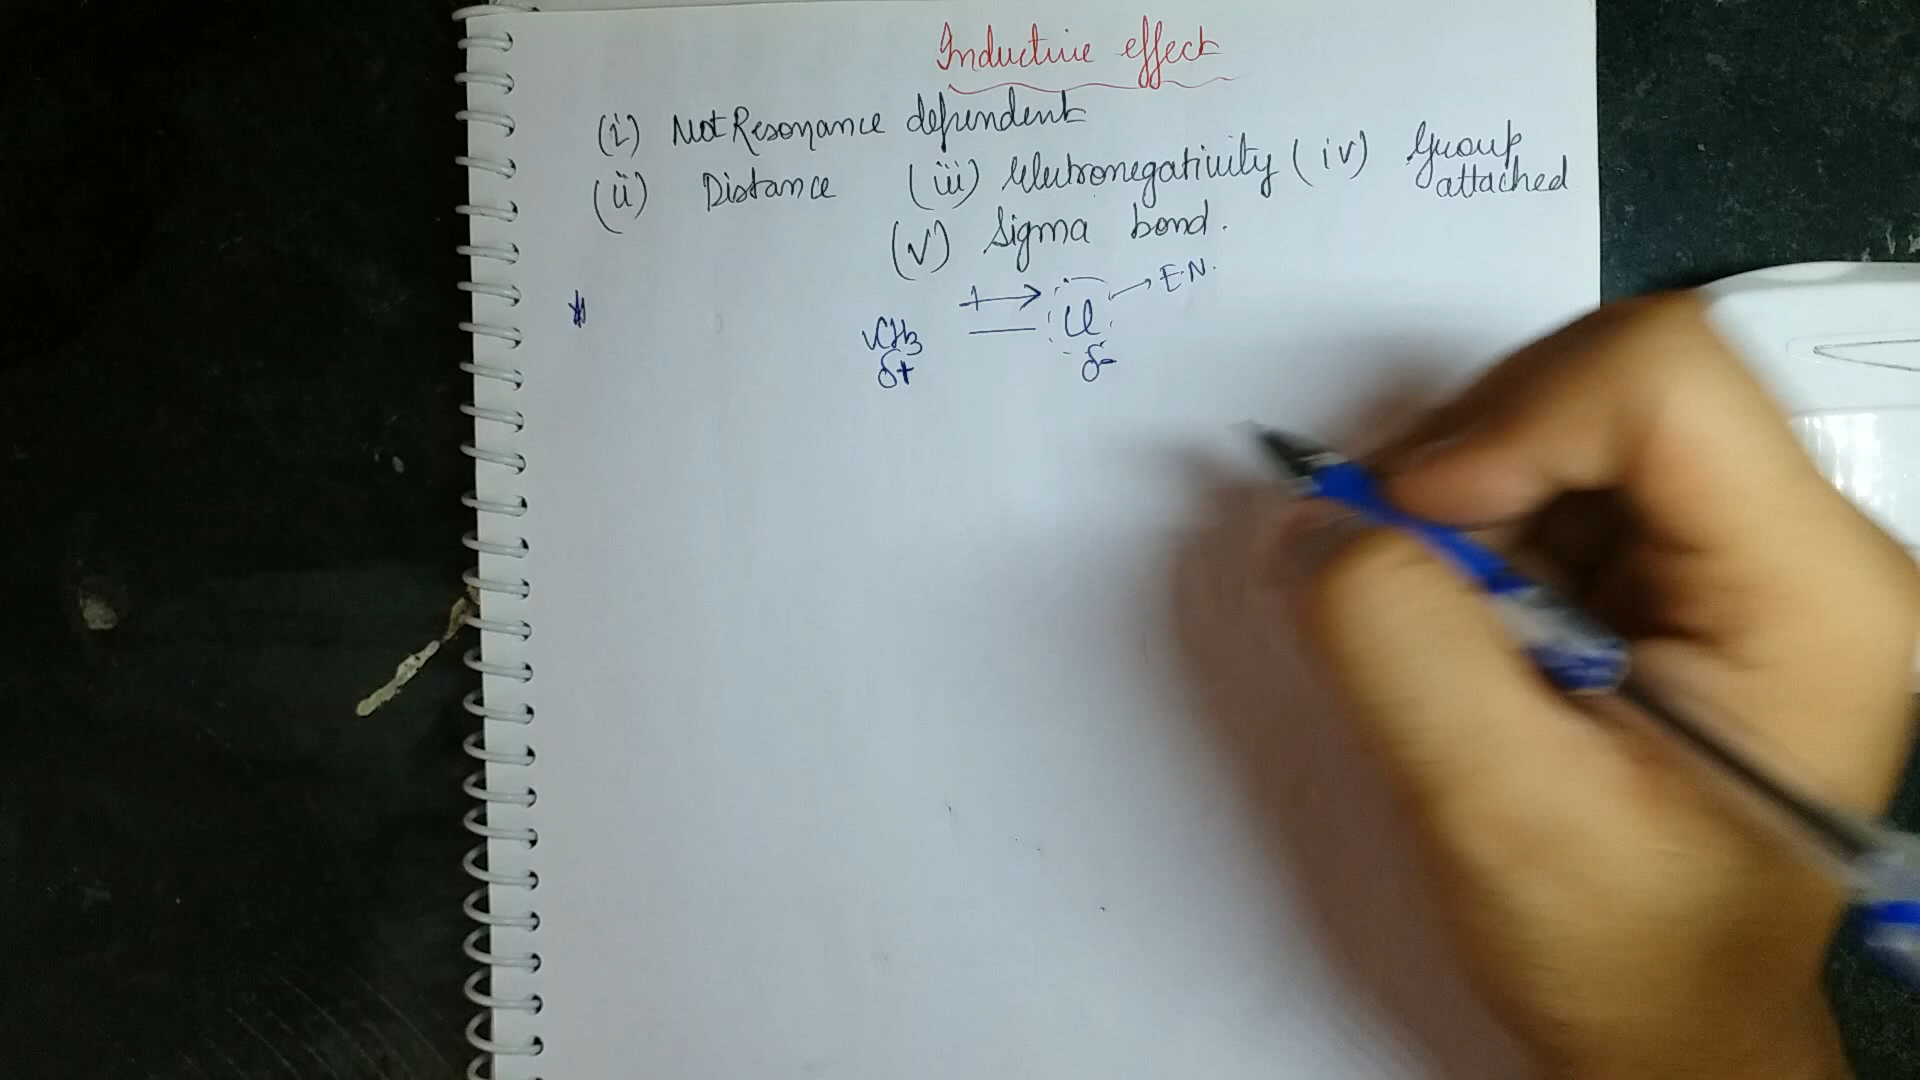 Inductive effect
(i) Not Resonance dependent
(ii) Distance (iii) Electronegativity (iv) Group attached
(v) Sigma bond.
* CH3 Cl → E.N.
δ+ δ-